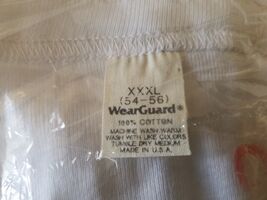 XXXL
(54-56)
WearGuard®
100% COTTON
MACHINE WASH WARM
WASH WITH LIKE COLORS
TUMBLE DRY MEDIUM
MADE IN U.S.A.